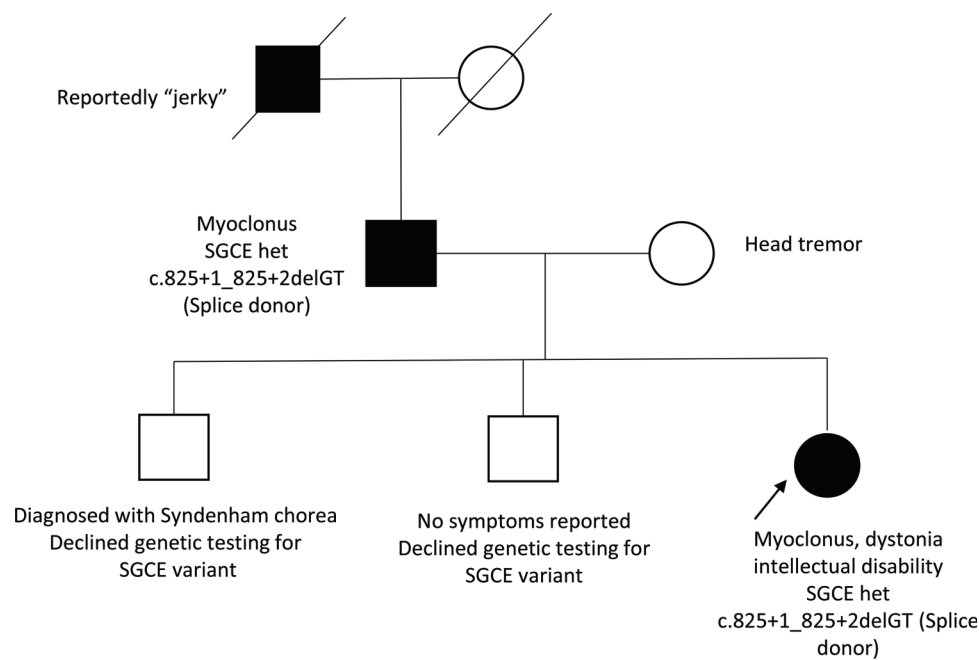 Reportedly “jerky”
Myoclonus
SGCE het
c.825+1_825+2delGT
(Splice donor)
Head tremor
Diagnosed with Syndenham chorea
Declined genetic testing for
SGCE variant
No symptoms reported
Declined genetic testing for
SGCE variant
Myoclonus, dystonia
intellectual disability
SGCE het
c.825+1_825+2delGT (Splice
donor)